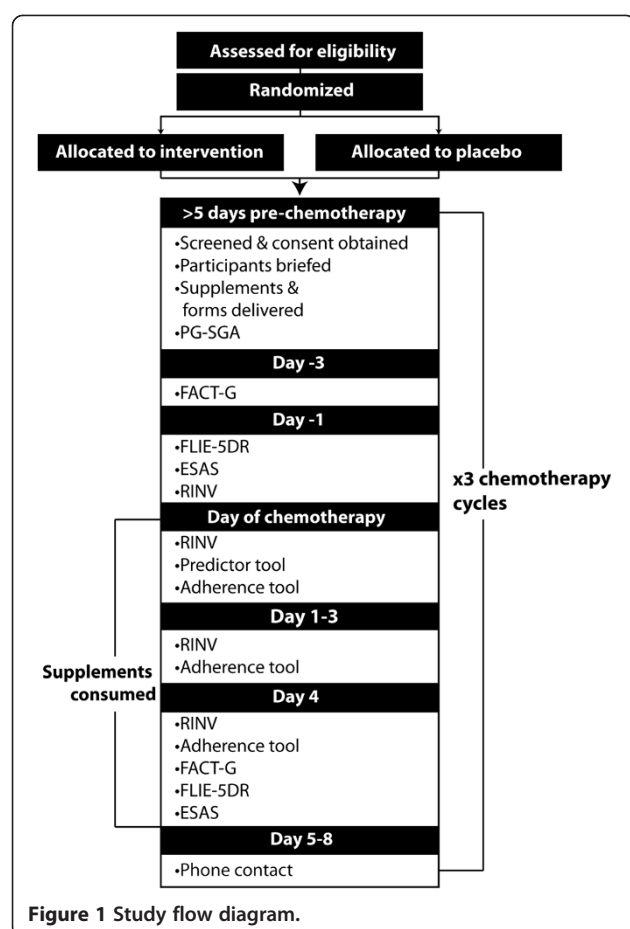 Assessed for eligibility
Randomized
Allocated to intervention
Allocated to placebo
>5 days pre-chemotherapy
•Screened & consent obtained
•Participants briefed
•Supplements &
forms delivered
•PG-SGA
Day -3
•FACT-G
Day -1
•FLIE-5DR
•ESAS
•RINV
x3 chemotherapy
cycles
Day of chemotherapy
•RINV
•Predictor tool
•Adherence tool
Day 1-3
•RINV
•Adherence tool
Supplements
consumed
Day 4
•RINV
•Adherence tool
•FACT-G
•FLIE-5DR
•ESAS
Day 5-8
•Phone contact
Figure 1 Study flow diagram.